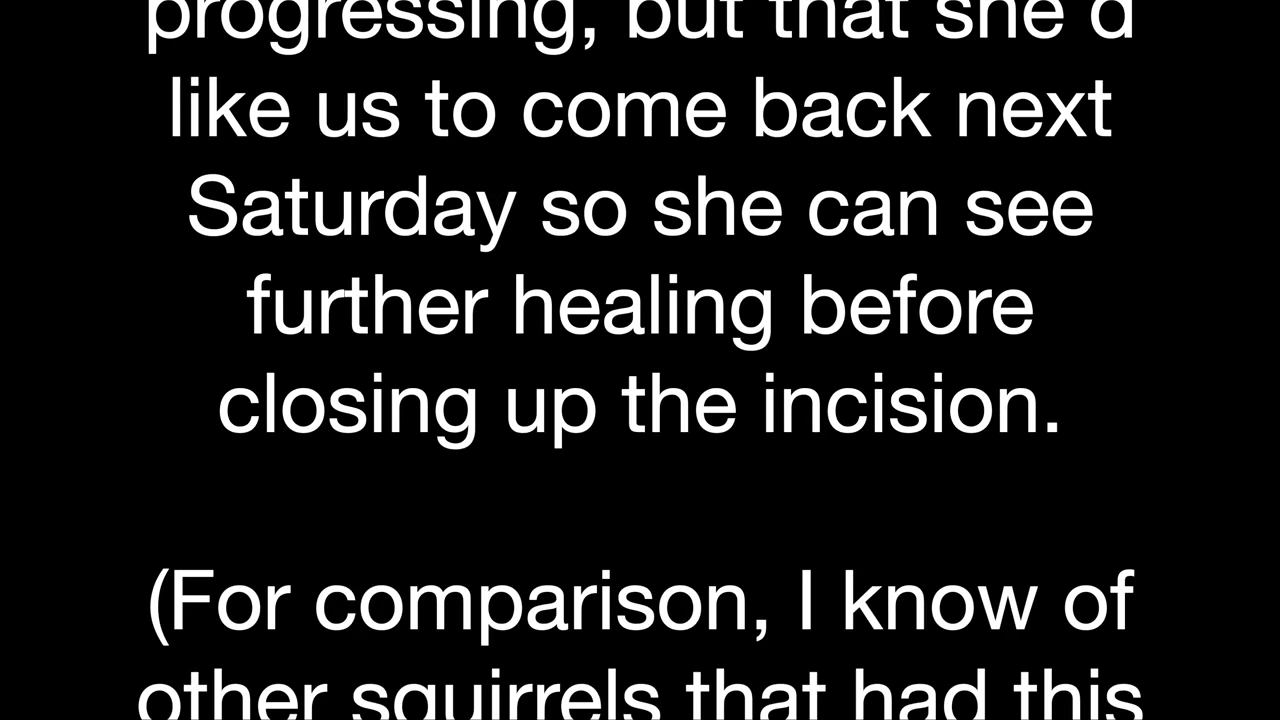 progressing, but that she'd
like us to come back next
Saturday so she can see
further healing before
closing up the incision.
(For comparison, I know of
other squirrels that had this